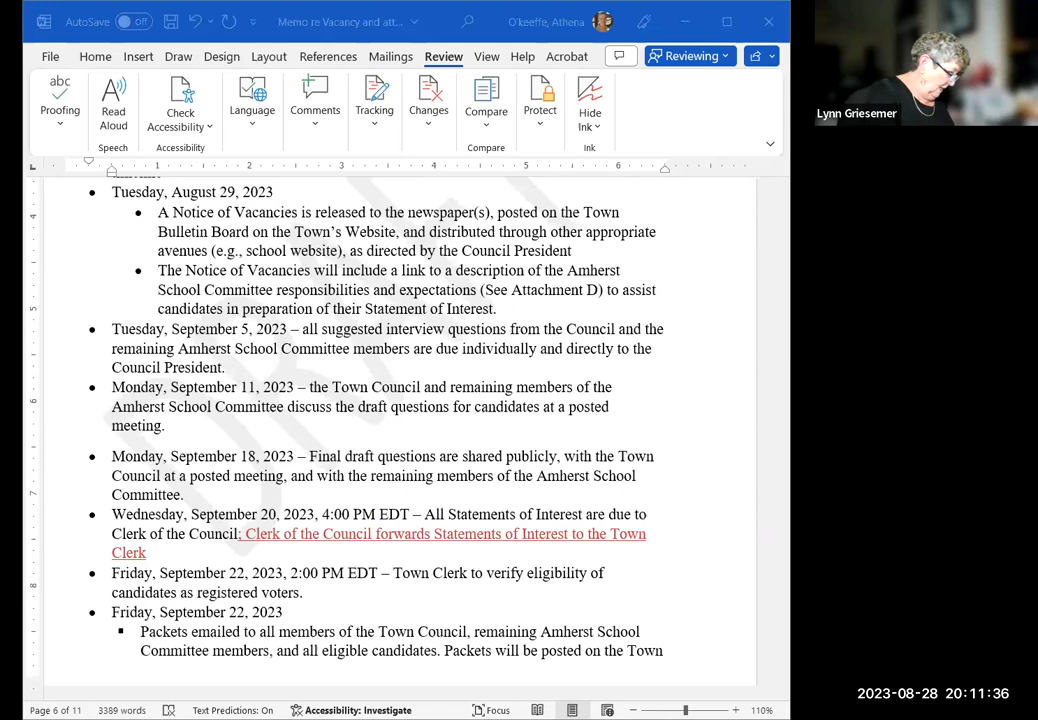 AutoSave Off Memo re Vacancy and att... O'keeffe, Athena
File Home Insert Draw Design Layout References Mailings Review View Help Acrobat Reviewing
abc
Proofing Read Aloud Check Accessibility Language Comments Tracking Changes Compare Protect Hide Ink
Speech Accessibility Compare Ink
1 2 3 4 5 6
• Tuesday, August 29, 2023
• A Notice of Vacancies is released to the newspaper(s), posted on the Town
Bulletin Board on the Town's Website, and distributed through other appropriate
avenues (e.g., school website), as directed by the Council President
• The Notice of Vacancies will include a link to a description of the Amherst
School Committee responsibilities and expectations (See Attachment D) to assist
candidates in preparation of their Statement of Interest.
• Tuesday, September 5, 2023 – all suggested interview questions from the Council and the
remaining Amherst School Committee members are due individually and directly to the
Council President.
• Monday, September 11, 2023 – the Town Council and remaining members of the
Amherst School Committee discuss the draft questions for candidates at a posted
meeting.
• Monday, September 18, 2023 – Final draft questions are shared publicly, with the Town
Council at a posted meeting, and with the remaining members of the Amherst School
Committee.
• Wednesday, September 20, 2023, 4:00 PM EDT – All Statements of Interest are due to
Clerk of the Council; Clerk of the Council forwards Statements of Interest to the Town
Clerk
• Friday, September 22, 2023, 2:00 PM EDT – Town Clerk to verify eligibility of
candidates as registered voters.
• Friday, September 22, 2023
▪ Packets emailed to all members of the Town Council, remaining Amherst School
Committee members, and all eligible candidates. Packets will be posted on the Town
4
5
6
7
8
DRAFT
Page 6 of 11 3389 words Text Predictions: On Accessibility: Investigate Focus 110%
Lynn Griesemer
2023-08-28 20:11:36